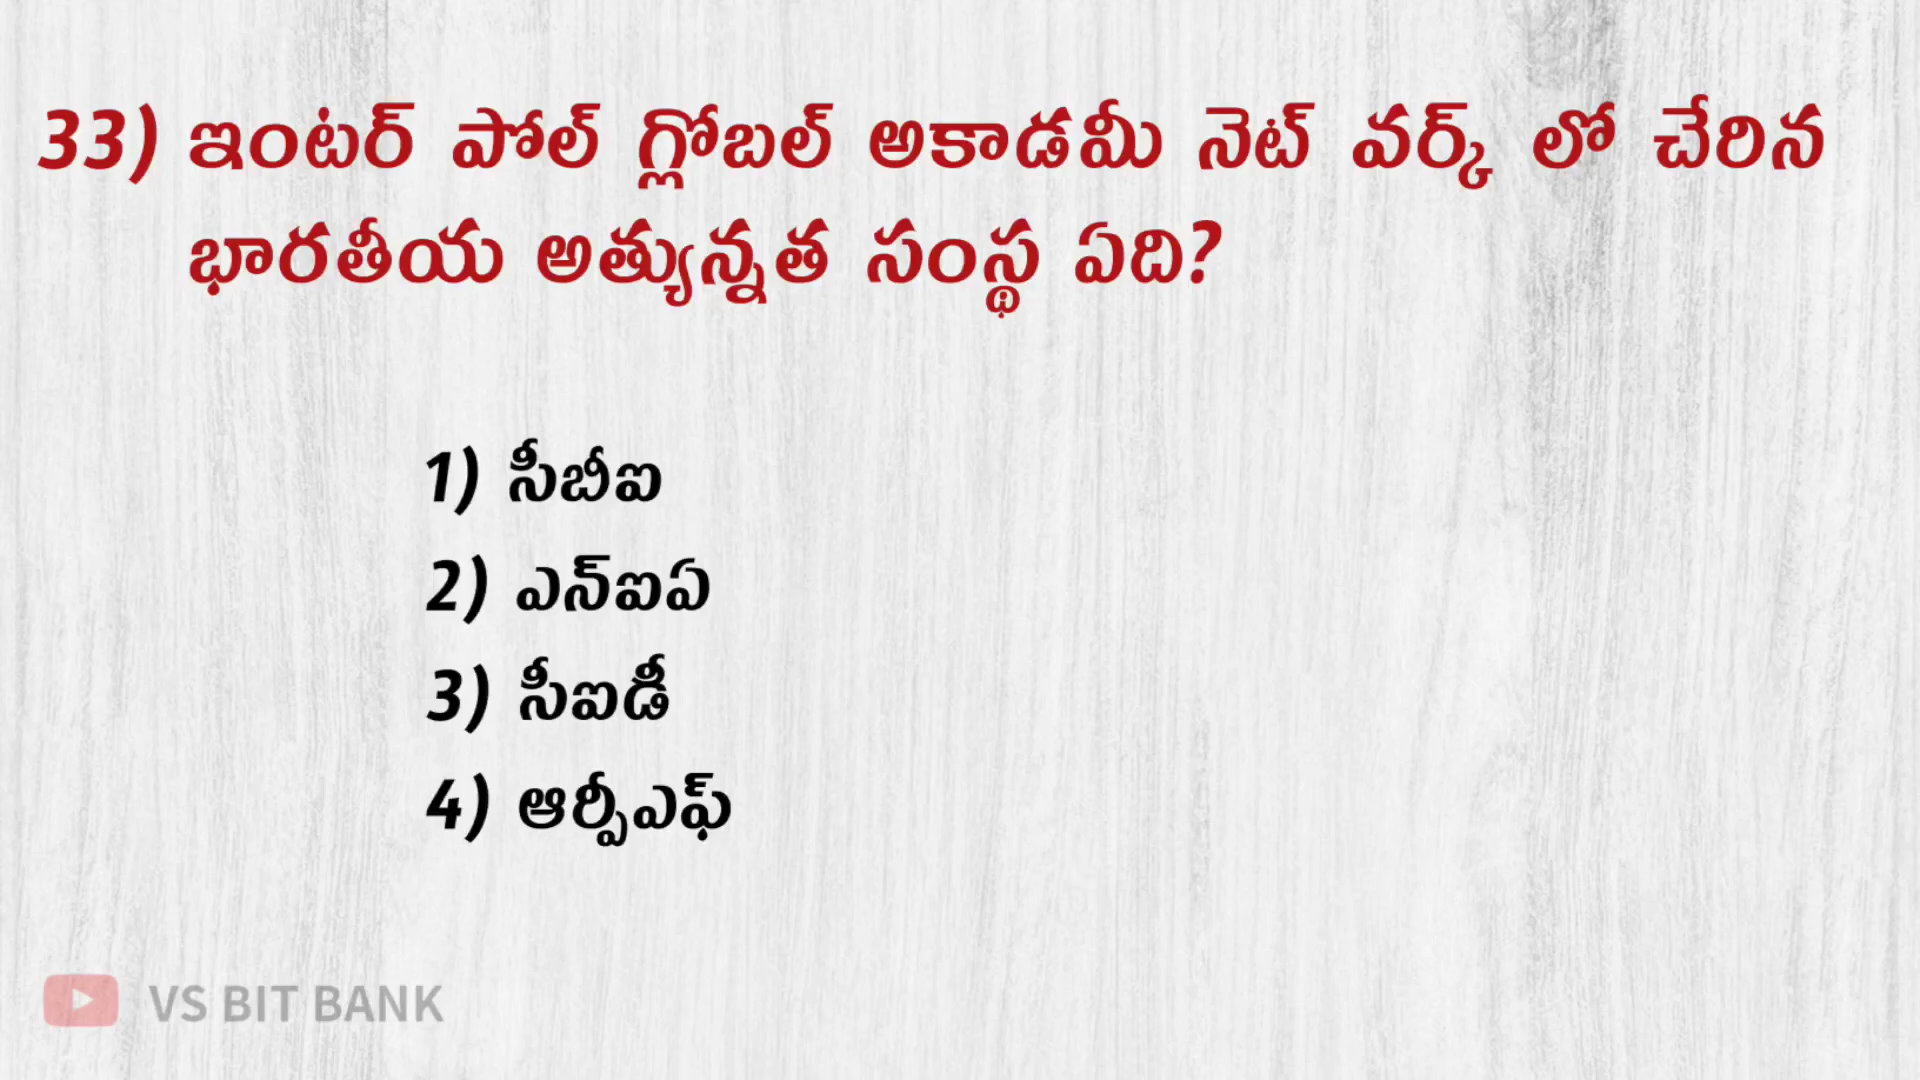 33) ఇంటర్ పోల్ గ్లోబల్ అకాడమీ నెట్ వర్క్ లో చేరిన
భారతీయ అత్యున్నత సంస్థ ఏది?
1) సీబీఐ
2) ఎన్ఐఏ
3) సీఐడీ
4) ఆర్పీఎఫ్
VS BIT BANK